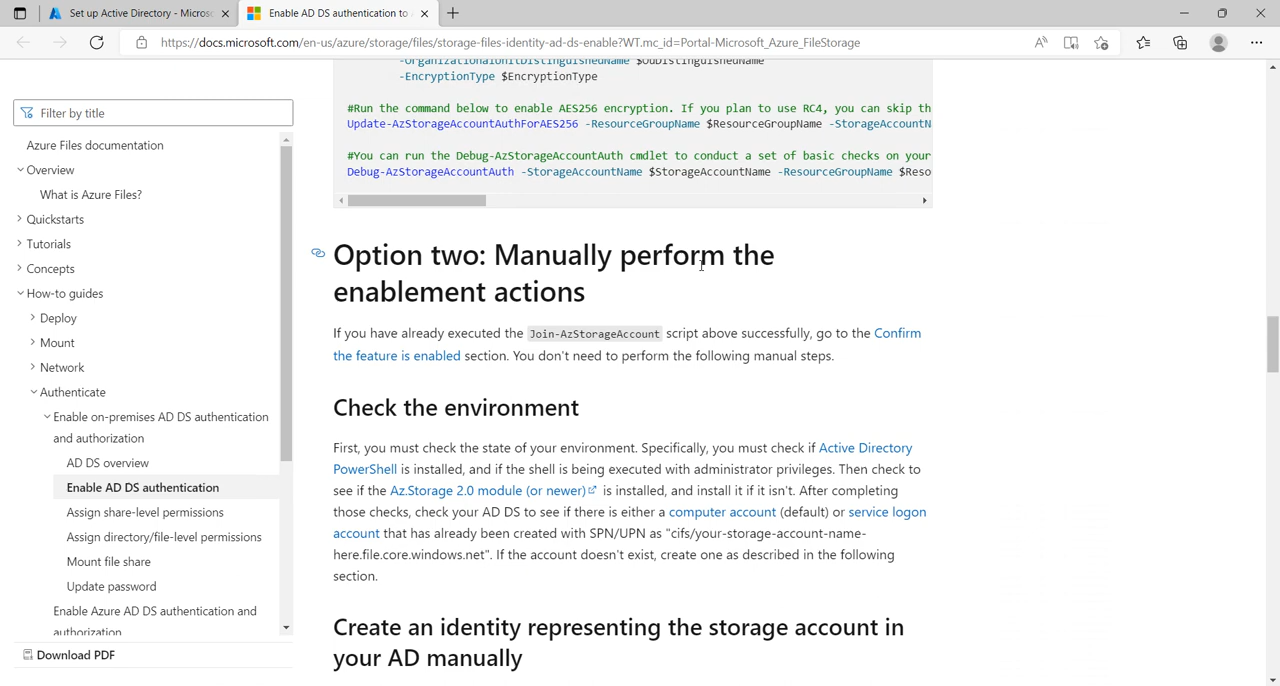 Set up Active Directory - Micros
Enable AD DS authentication to
https://docs.microsoft.com/en-us/azure/storage/files/storage-files-identity-ad-ds-enable?WT.mc_id=Portal-Microsoft_Azure_FileStorage
Filter by title
Azure Files documentation
Overview
What is Azure Files?
Quickstarts
Tutorials
Concepts
How-to guides
Deploy
Mount
Network
Authenticate
Enable on-premises AD DS authentication
and authorization
AD DS overview
Enable AD DS authentication
Assign share-level permissions
Assign directory/file-level permissions
Mount file share
Update password
Enable Azure AD DS authentication and
authorization
Download PDF
-OrganizationalUnitDistinguishedName $OuDistinguishedName
-EncryptionType $EncryptionType
#Run the command below to enable AES256 encryption. If you plan to use RC4, you can skip th
Update-AzStorageAccountAuthForAES256 -ResourceGroupName $ResourceGroupName -StorageAccountN
#You can run the Debug-AzStorageAccountAuth cmdlet to conduct a set of basic checks on your
Debug-AzStorageAccountAuth -StorageAccountName $StorageAccountName -ResourceGroupName $Reso
Option two: Manually perform the
enablement actions
If you have already executed the Join-AzStorageAccount script above successfully, go to the Confirm
the feature is enabled section. You don't need to perform the following manual steps.
Check the environment
First, you must check the state of your environment. Specifically, you must check if Active Directory
PowerShell is installed, and if the shell is being executed with administrator privileges. Then check to
see if the Az.Storage 2.0 module (or newer) is installed, and install it if it isn't. After completing
those checks, check your AD DS to see if there is either a computer account (default) or service logon
account that has already been created with SPN/UPN as "cifs/your-storage-account-name-
here.file.core.windows.net". If the account doesn't exist, create one as described in the following
section.
Create an identity representing the storage account in
your AD manually